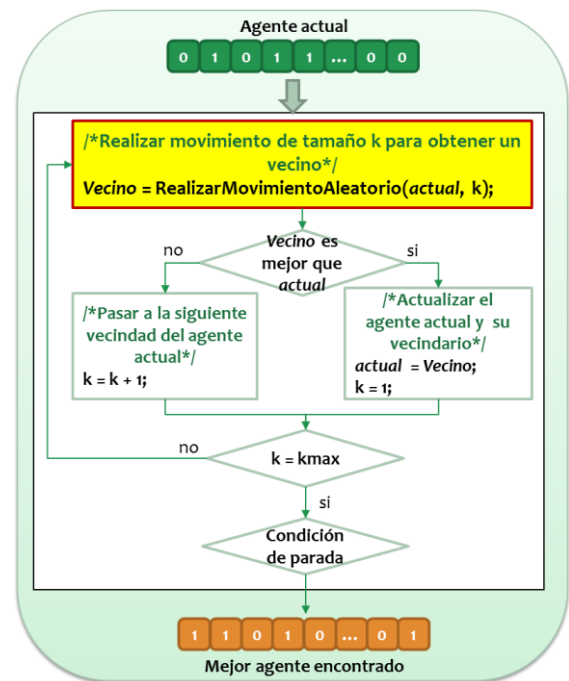 Agente actual
0 1 0 1 1 ... 0 0
/*Realizar movimiento de tamaño k para obtener un
vecino*/
Vecino = RealizarMovimientoAleatorio(actual, k);
Vecino es
mejor que
actual
no
si
/*Pasar a la siguiente
vecindad del agente
actual*/
k = k + 1;
/*Actualizar el
agente actual y su
vecindario*/
actual = Vecino;
k = 1;
no
k = kmax
si
Condición
de parada
1 1 0 1 0 ... 0 1
Mejor agente encontrado